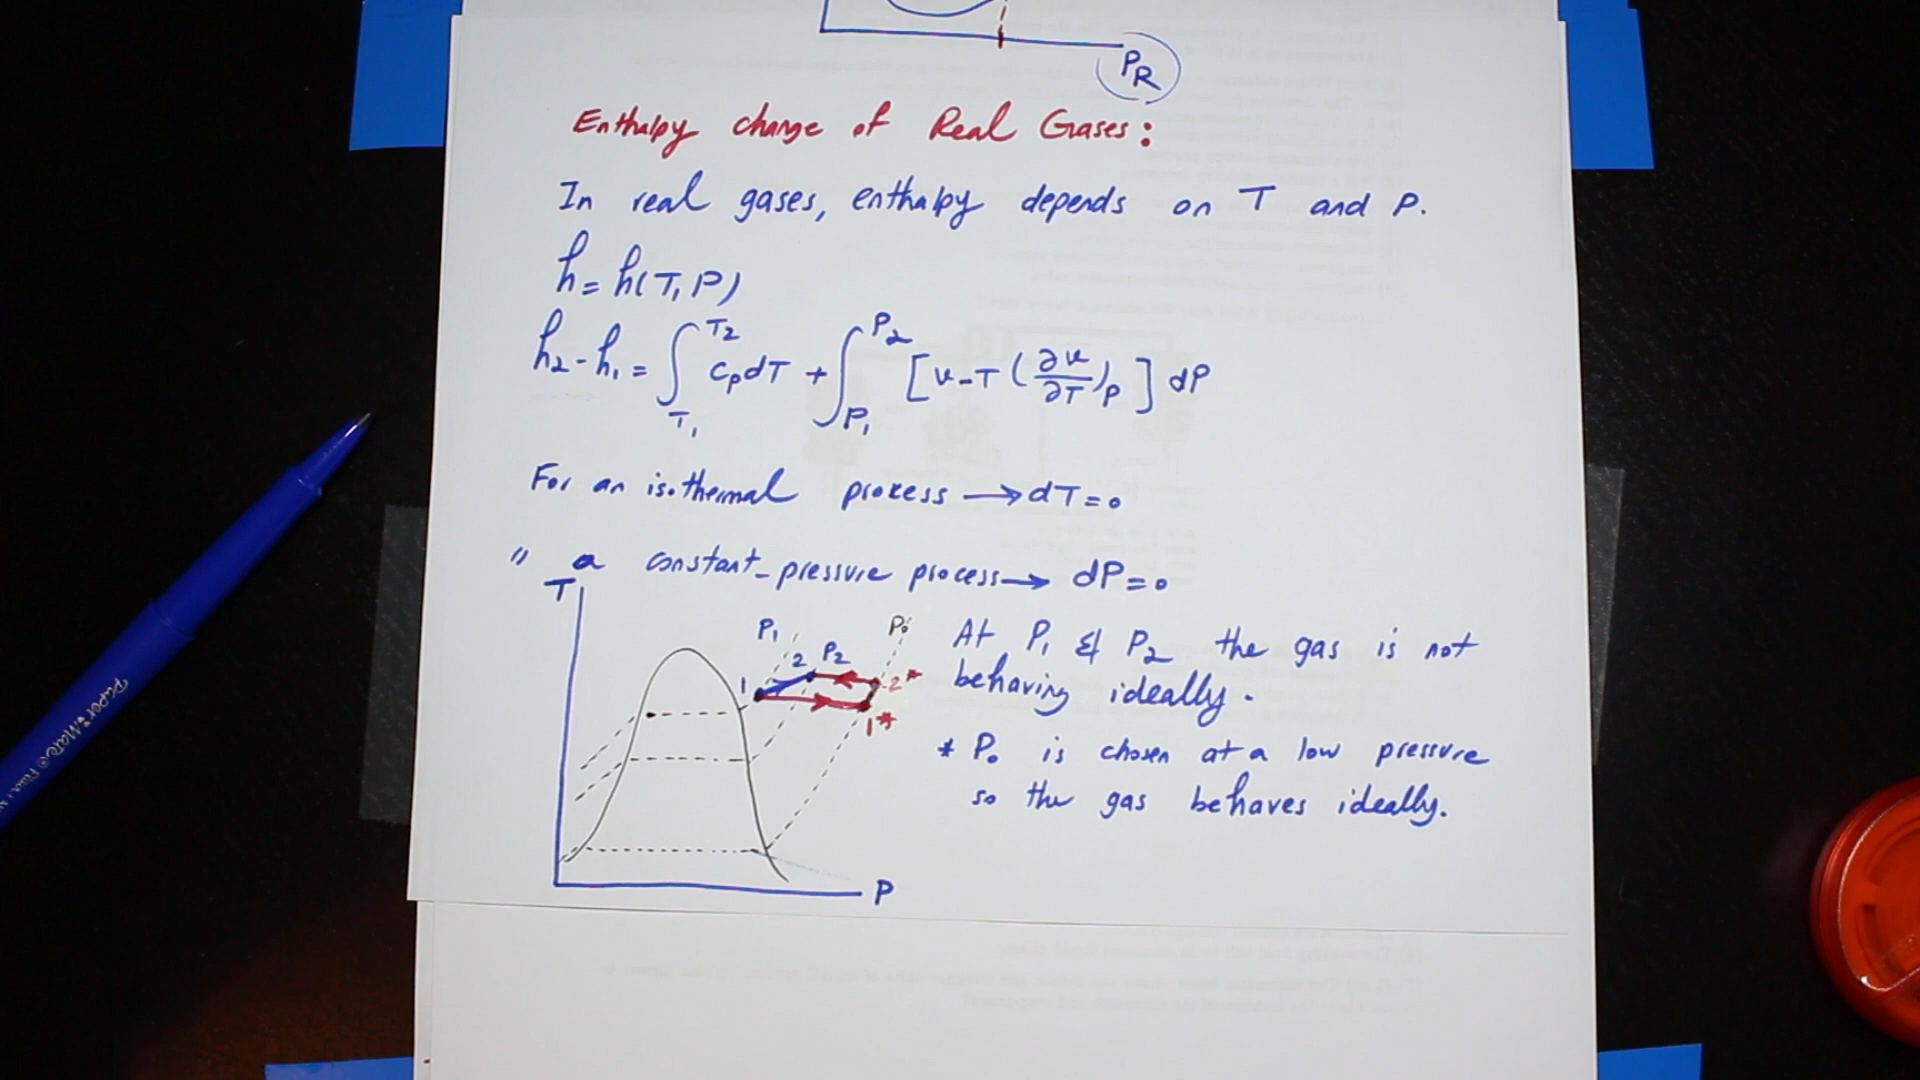 PR
Enthalpy change of Real Gases:
In real gases, enthalpy depends on T and P.
h = h(T, P)
h2 - h1 = ∫T1^T2 cp dT + ∫P1^P2 [v - T (∂v/∂T)P] dP
For an isothermal process → dT = 0
" a constant-pressure process → dP = 0
T
P1 P0
2 P2
1 2*
1*
P
At P1 & P2 the gas is not
behaving ideally.
* P0 is chosen at a low pressure
so the gas behaves ideally.
Paper Mate